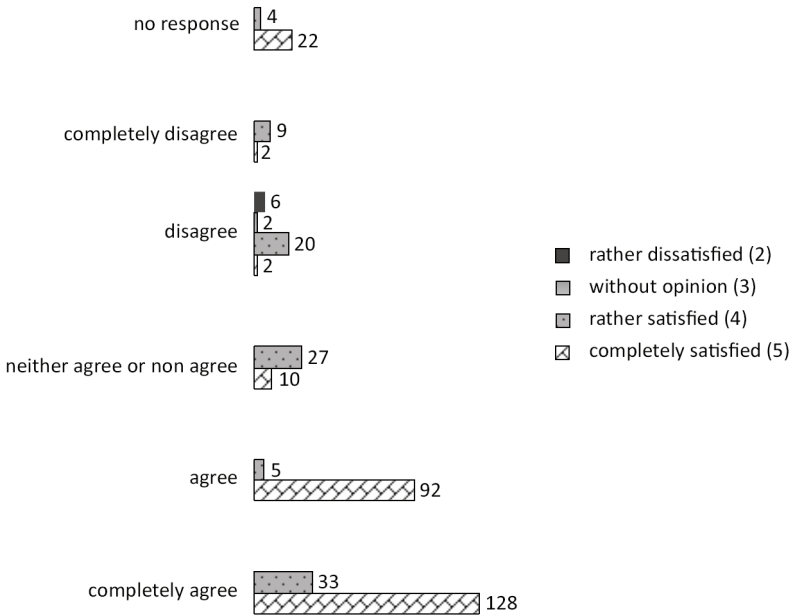 no response
4
22
completely disagree
9
2
disagree
6
2
20
2
neither agree or non agree
27
10
agree
5
92
completely agree
33
128
rather dissatisfied (2)
without opinion (3)
rather satisfied (4)
completely satisfied (5)